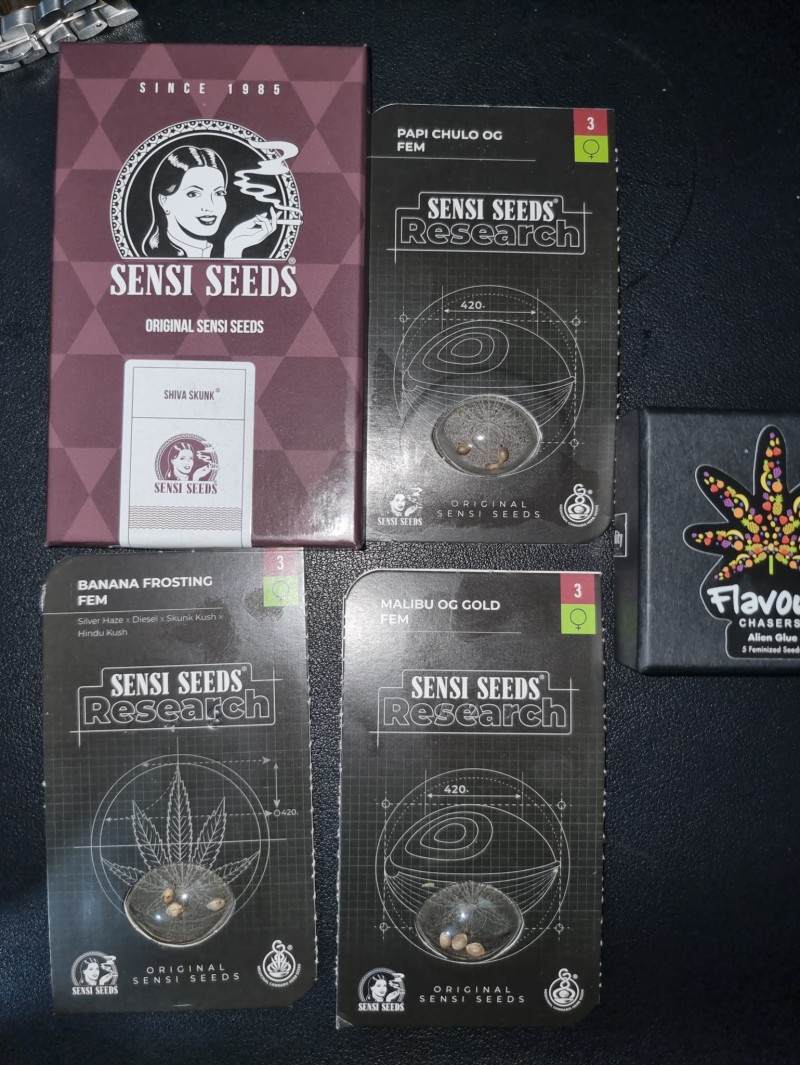 SINCE 1985
SENSI SEEDS®
ORIGINAL SENSI SEEDS
SHIVA SKUNK®
SENSI SEEDS
PAPI CHULO OG
FEM
3
SENSI SEEDS®
Research
420
SENSI SEEDS
ORIGINAL
SENSI SEEDS
BANANA FROSTING
FEM
Silver Haze x Diesel x Skunk Kush x
Hindu Kush
3
SENSI SEEDS®
Research
420
SENSI SEEDS
ORIGINAL
SENSI SEEDS
MALIBU OG GOLD
FEM
3
SENSI SEEDS®
Research
420
SENSI SEEDS
ORIGINAL
SENSI SEEDS
lity
Flavou
CHASERS
Alien Glue
5 Feminized Seeds